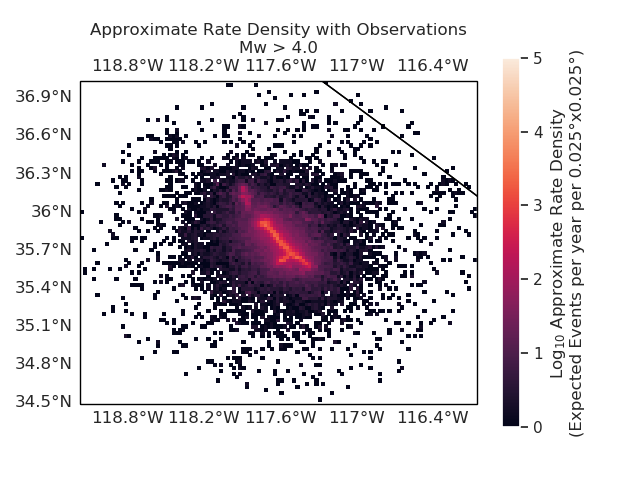 Approximate Rate Density with Observations
Mw > 4.0
118.8°W 118.2°W 117.6°W 117°W 116.4°W
36.9°N
36.6°N
36.3°N
36°N
35.7°N
35.4°N
35.1°N
34.8°N
34.5°N
118.8°W 118.2°W 117.6°W 117°W 116.4°W
5
4
3
2
1
0
Log₁₀ Approximate Rate Density
(Expected Events per year per 0.025°x0.025°)